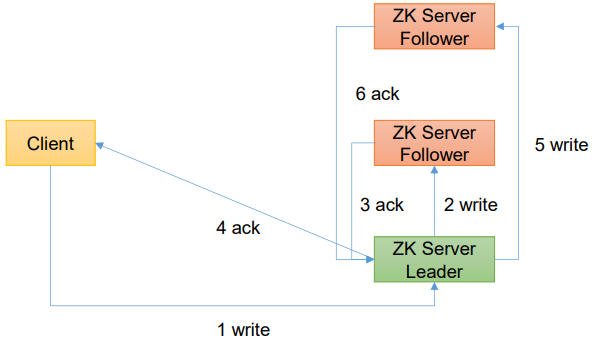 ZK Server
Follower
6 ack
ZK Server
Follower
Client
5 write
3 ack
2 write
4 ack
ZK Server
Leader
1 write